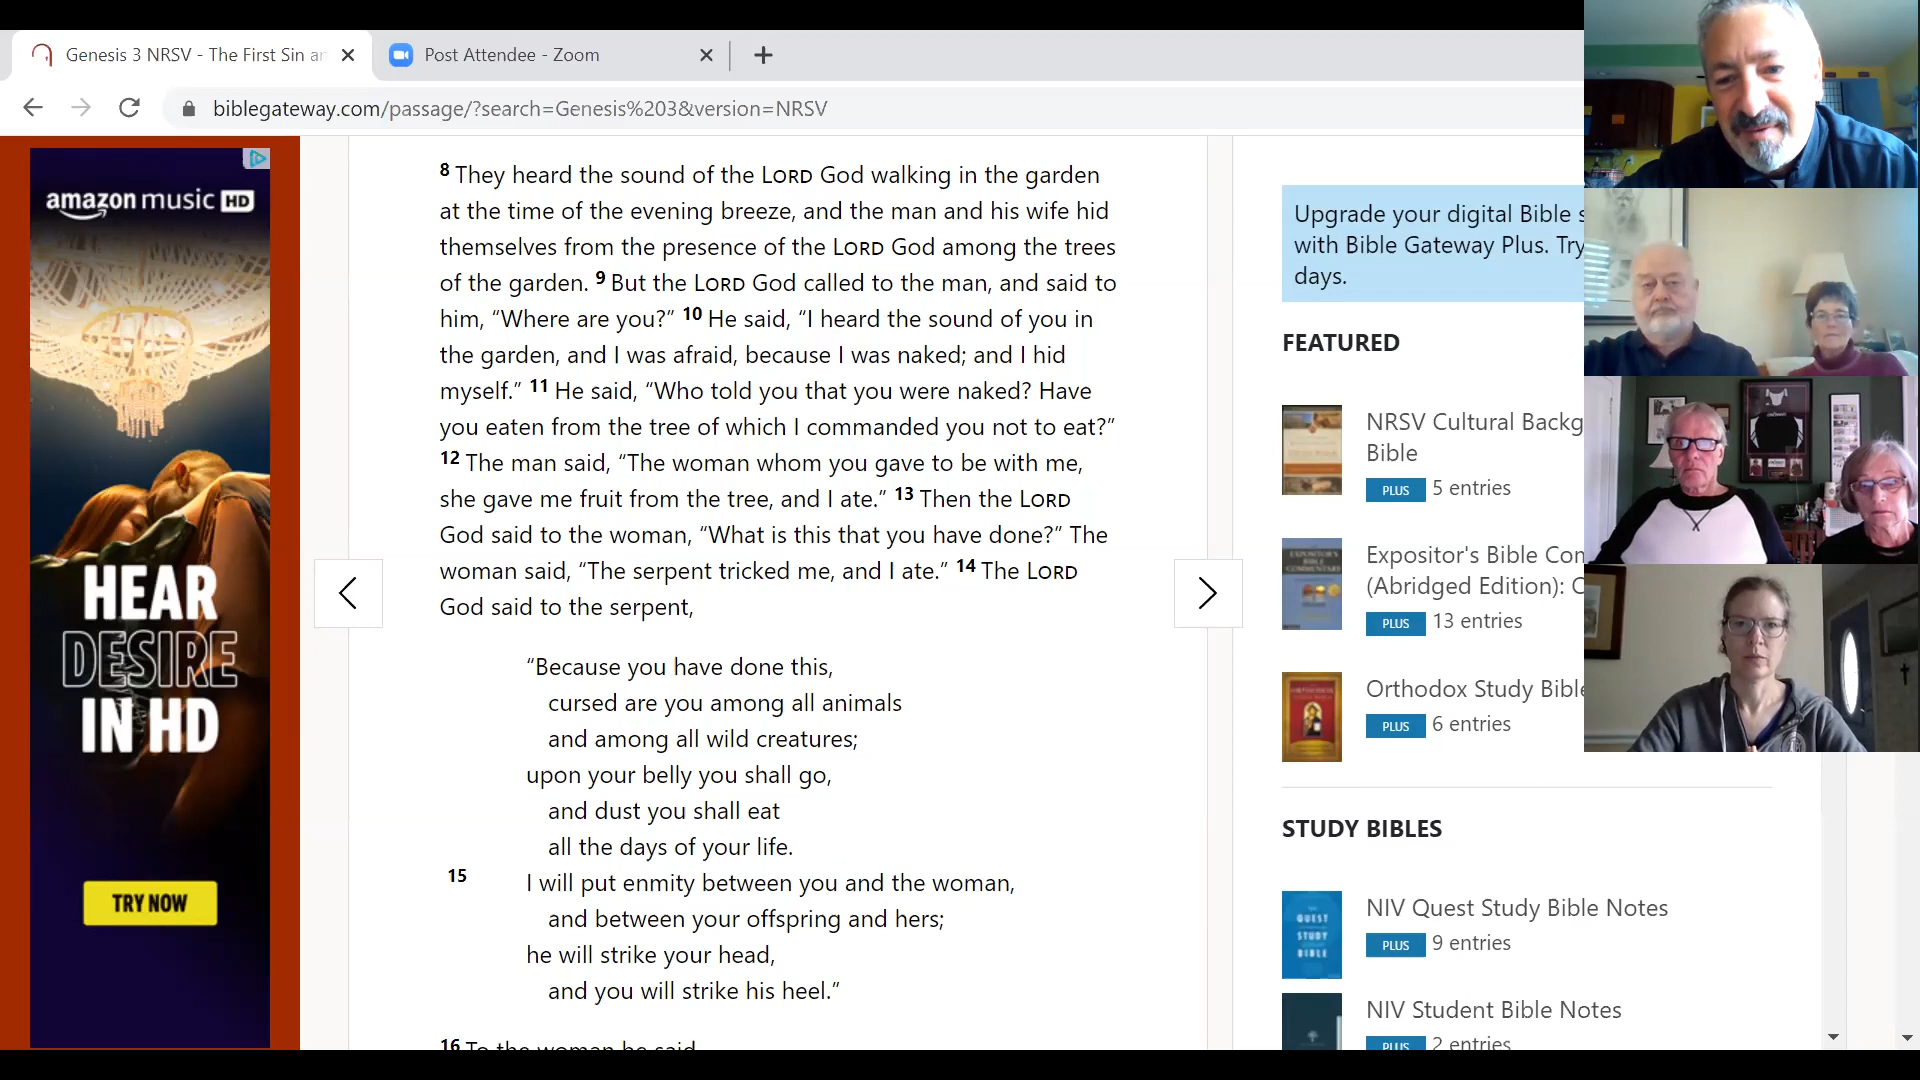 Genesis 3 NRSV - The First Sin an
Post Attendee - Zoom
biblegateway.com/passage/?search=Genesis%203&version=NRSV
amazon music HD
HEAR
DESIRE
IN HD
TRY NOW
8 They heard the sound of the LORD God walking in the garden
at the time of the evening breeze, and the man and his wife hid
themselves from the presence of the LORD God among the trees
of the garden. 9 But the LORD God called to the man, and said to
him, “Where are you?” 10 He said, “I heard the sound of you in
the garden, and I was afraid, because I was naked; and I hid
myself.” 11 He said, “Who told you that you were naked? Have
you eaten from the tree of which I commanded you not to eat?”
12 The man said, “The woman whom you gave to be with me,
she gave me fruit from the tree, and I ate.” 13 Then the LORD
God said to the woman, “What is this that you have done?” The
woman said, “The serpent tricked me, and I ate.” 14 The LORD
God said to the serpent,
“Because you have done this,
cursed are you among all animals
and among all wild creatures;
upon your belly you shall go,
and dust you shall eat
all the days of your life.
15 I will put enmity between you and the woman,
and between your offspring and hers;
he will strike your head,
and you will strike his heel.”
16 To the woman he said
Upgrade your digital Bible s
with Bible Gateway Plus. Try
days.
FEATURED
NRSV Cultural Backg
Bible
PLUS 5 entries
Expositor's Bible Com
(Abridged Edition): 
PLUS 13 entries
Orthodox Study Bible
PLUS 6 entries
STUDY BIBLES
QUEST
STUDY
BIBLE
NIV Quest Study Bible Notes
PLUS 9 entries
NIV Student Bible Notes
PLUS 2 entries